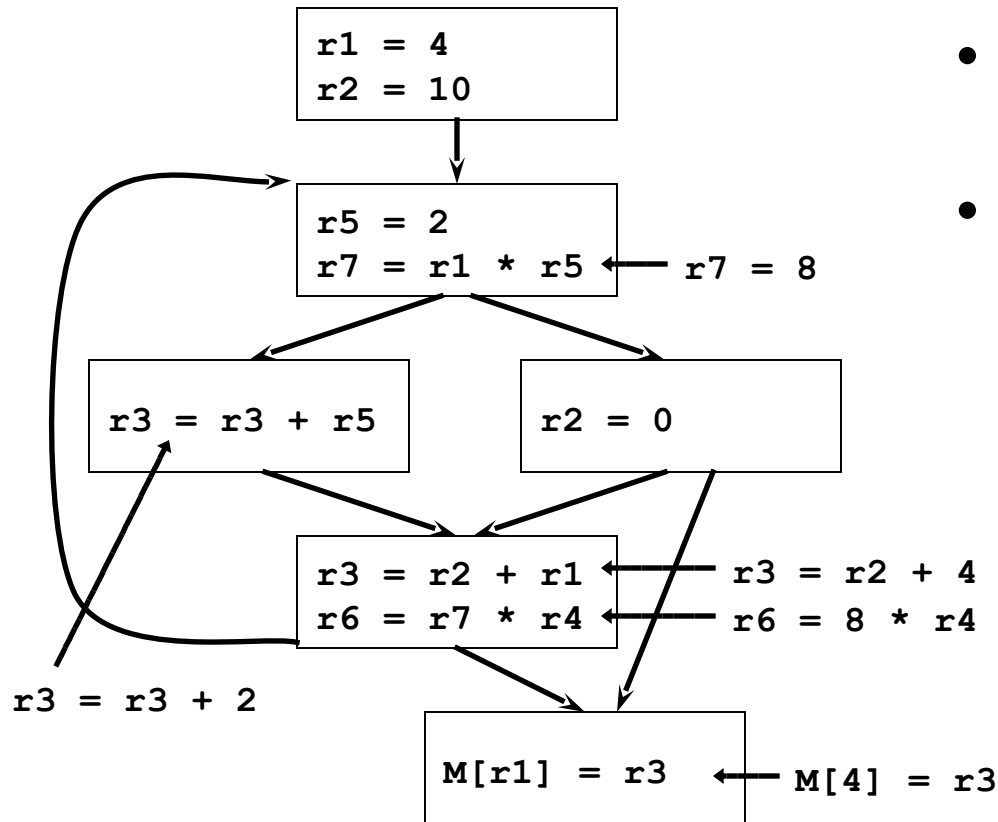 r1 = 4
r2 = 10
r5 = 2
r7 = r1 * r5
r7 = 8
r3 = r3 + r5
r2 = 0
r3 = r2 + r1
r3 = r2 + 4
r6 = r7 * r4
r6 = 8 * r4
r3 = r3 + 2
M[r1] = r3
M[4] = r3